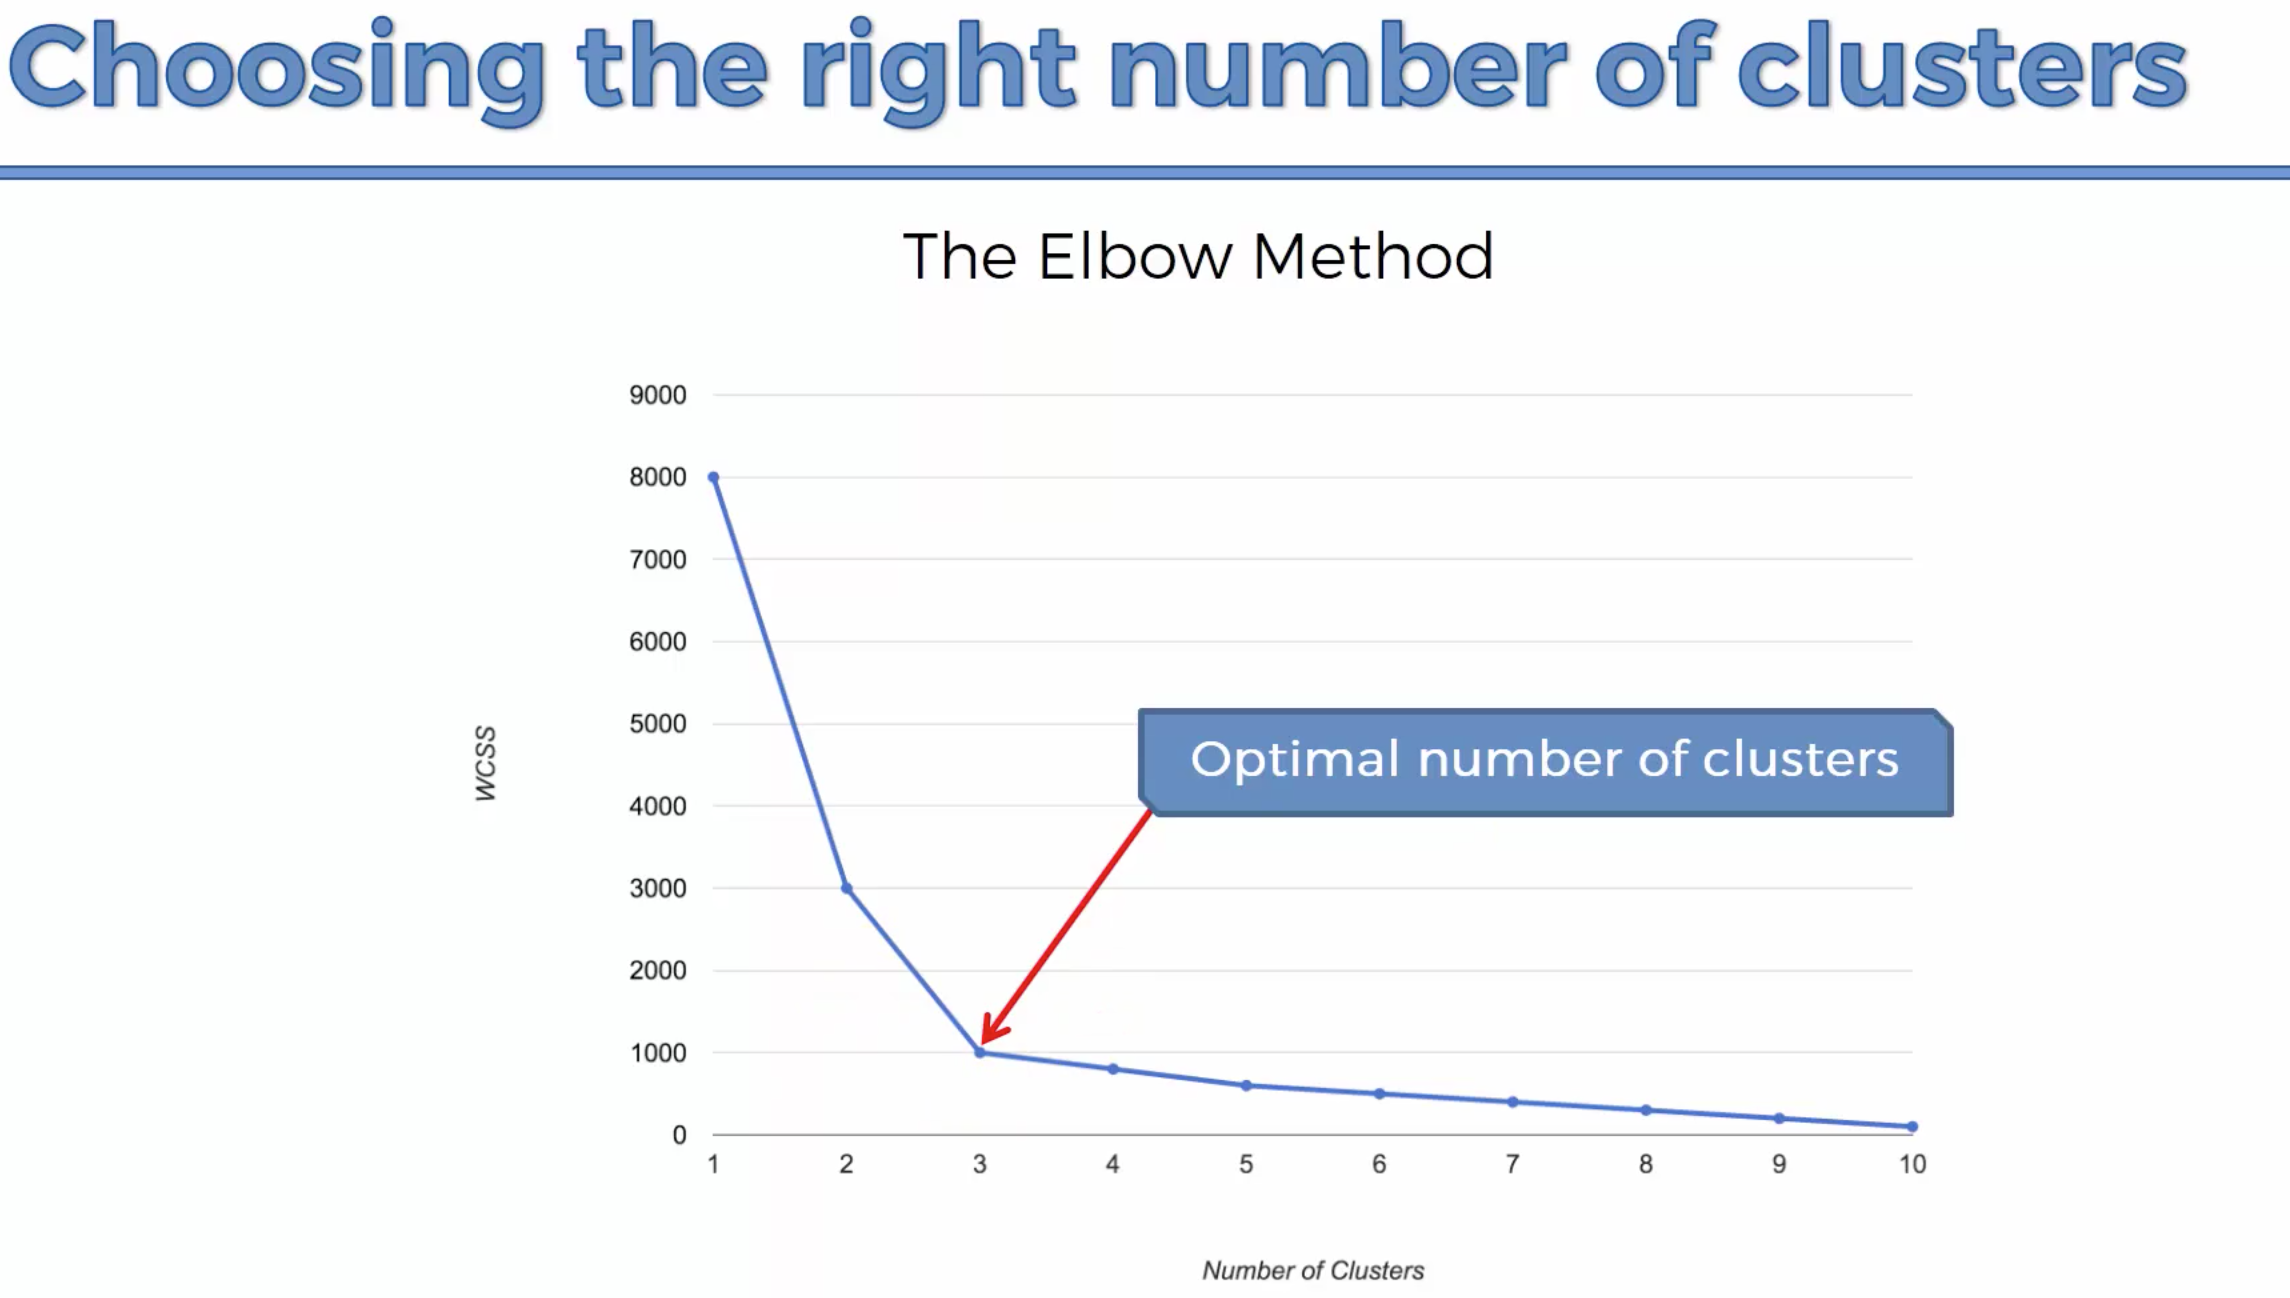 Choosing the right number of clusters
The Elbow Method
9000
8000
7000
6000
5000
4000
3000
2000
1000
0
WCSS
Optimal number of clusters
1 2 3 4 5 6 7 8 9 10
Number of Clusters